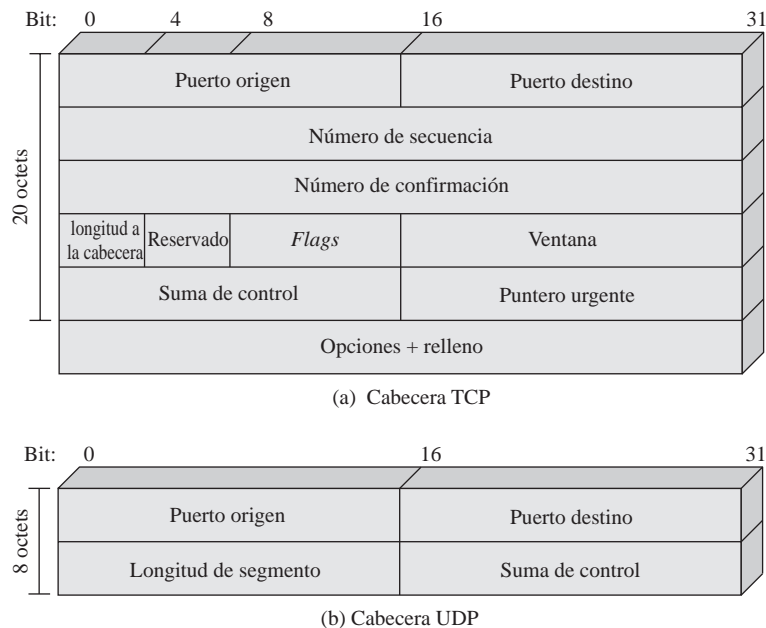 Bit: 0 4 8 16 31
20 octets
Puerto origen Puerto destino
Número de secuencia
Número de confirmación
longitud a
la cabecera Reservado Flags Ventana
Suma de control Puntero urgente
Opciones + relleno
(a) Cabecera TCP
Bit: 0 16 31
8 octets
Puerto origen Puerto destino
Longitud de segmento Suma de control
(b) Cabecera UDP